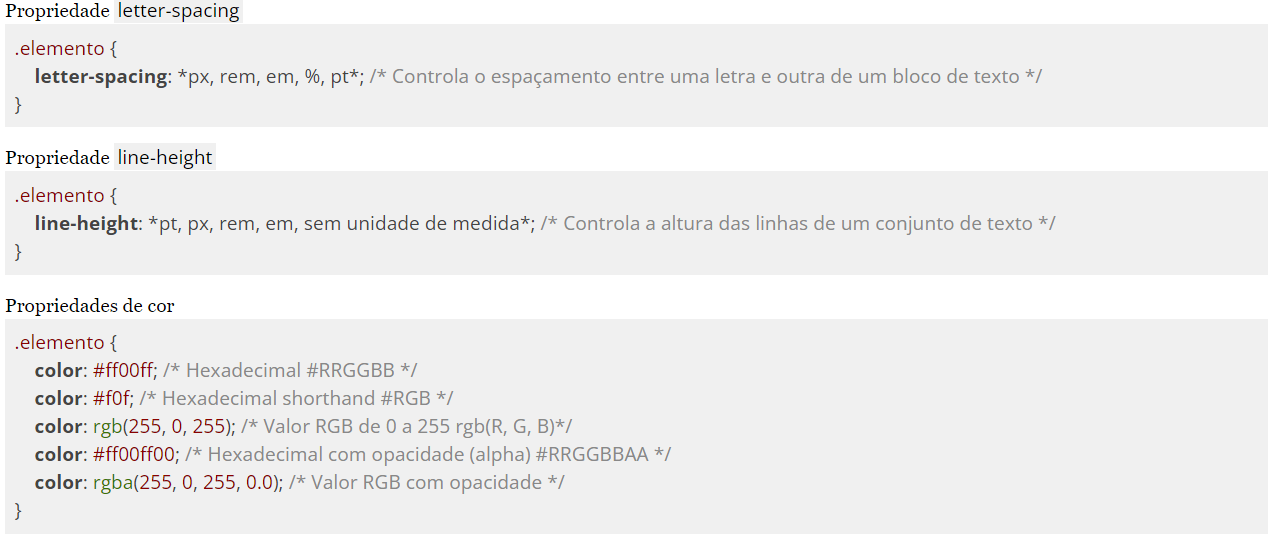 Propriedade letter-spacing
.elemento {
letter-spacing: *px, rem, em, %, pt*; /* Controla o espaçamento entre uma letra e outra de um bloco de texto */
}
Propriedade line-height
.elemento {
line-height: *pt, px, rem, em, sem unidade de medida*; /* Controla a altura das linhas de um conjunto de texto */
}
Propriedades de cor
.elemento {
color: #ff00ff; /* Hexadecimal #RRGGBB */
color: #f0f; /* Hexadecimal shorthand #RGB */
color: rgb(255, 0, 255); /* Valor RGB de 0 a 255 rgb(R, G, B)*/
color: #ff00ff00; /* Hexadecimal com opacidade (alpha) #RRGGBBAA */
color: rgba(255, 0, 255, 0.0); /* Valor RGB com opacidade */
}